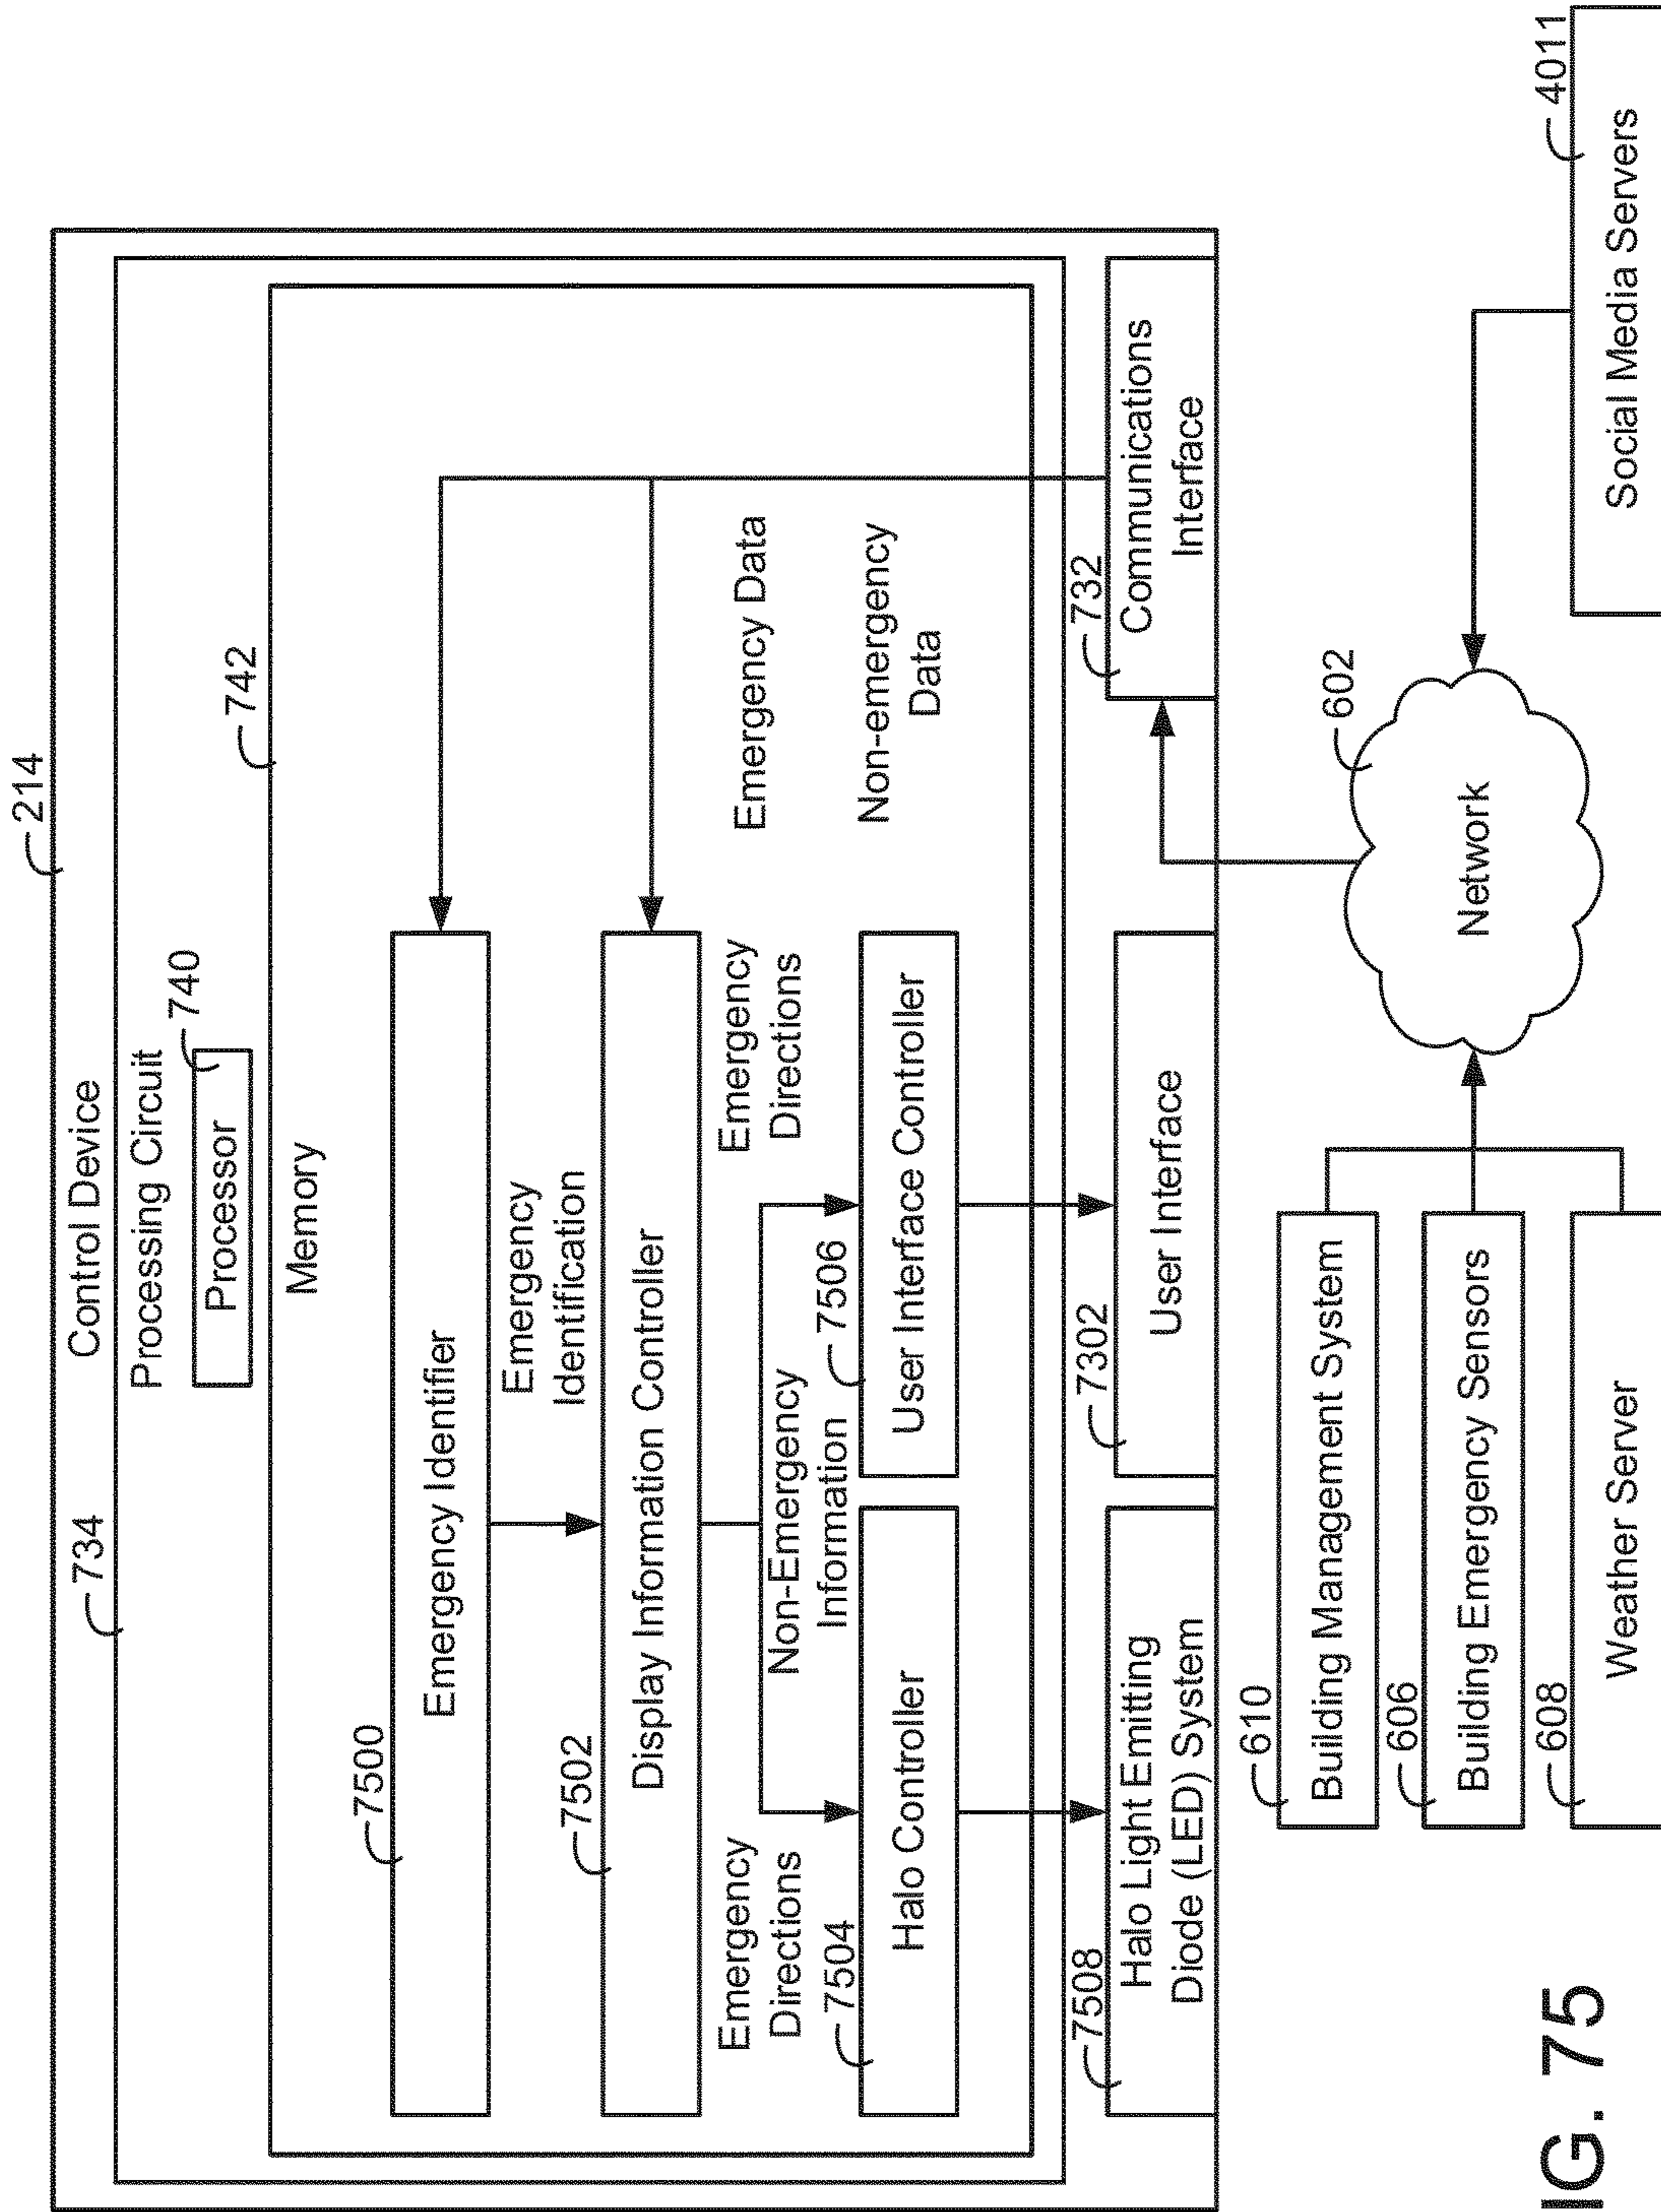 214
Control Device
734
Processing Circuit
740
Processor
742
Memory
7500
Emergency Identifier
Emergency
Identification
7502
Display Information Controller
Emergency Data
Non-emergency
Data
Emergency
Directions
Non-Emergency
Information
Emergency
Directions
7504
Halo Controller
7506
User Interface Controller
7508
Halo Light Emitting
Diode (LED) System
7302
User Interface
732
Communications
Interface
610
Building Management System
606
Building Emergency Sensors
608
Weather Server
602
Network
4011
Social Media Servers
IG. 75